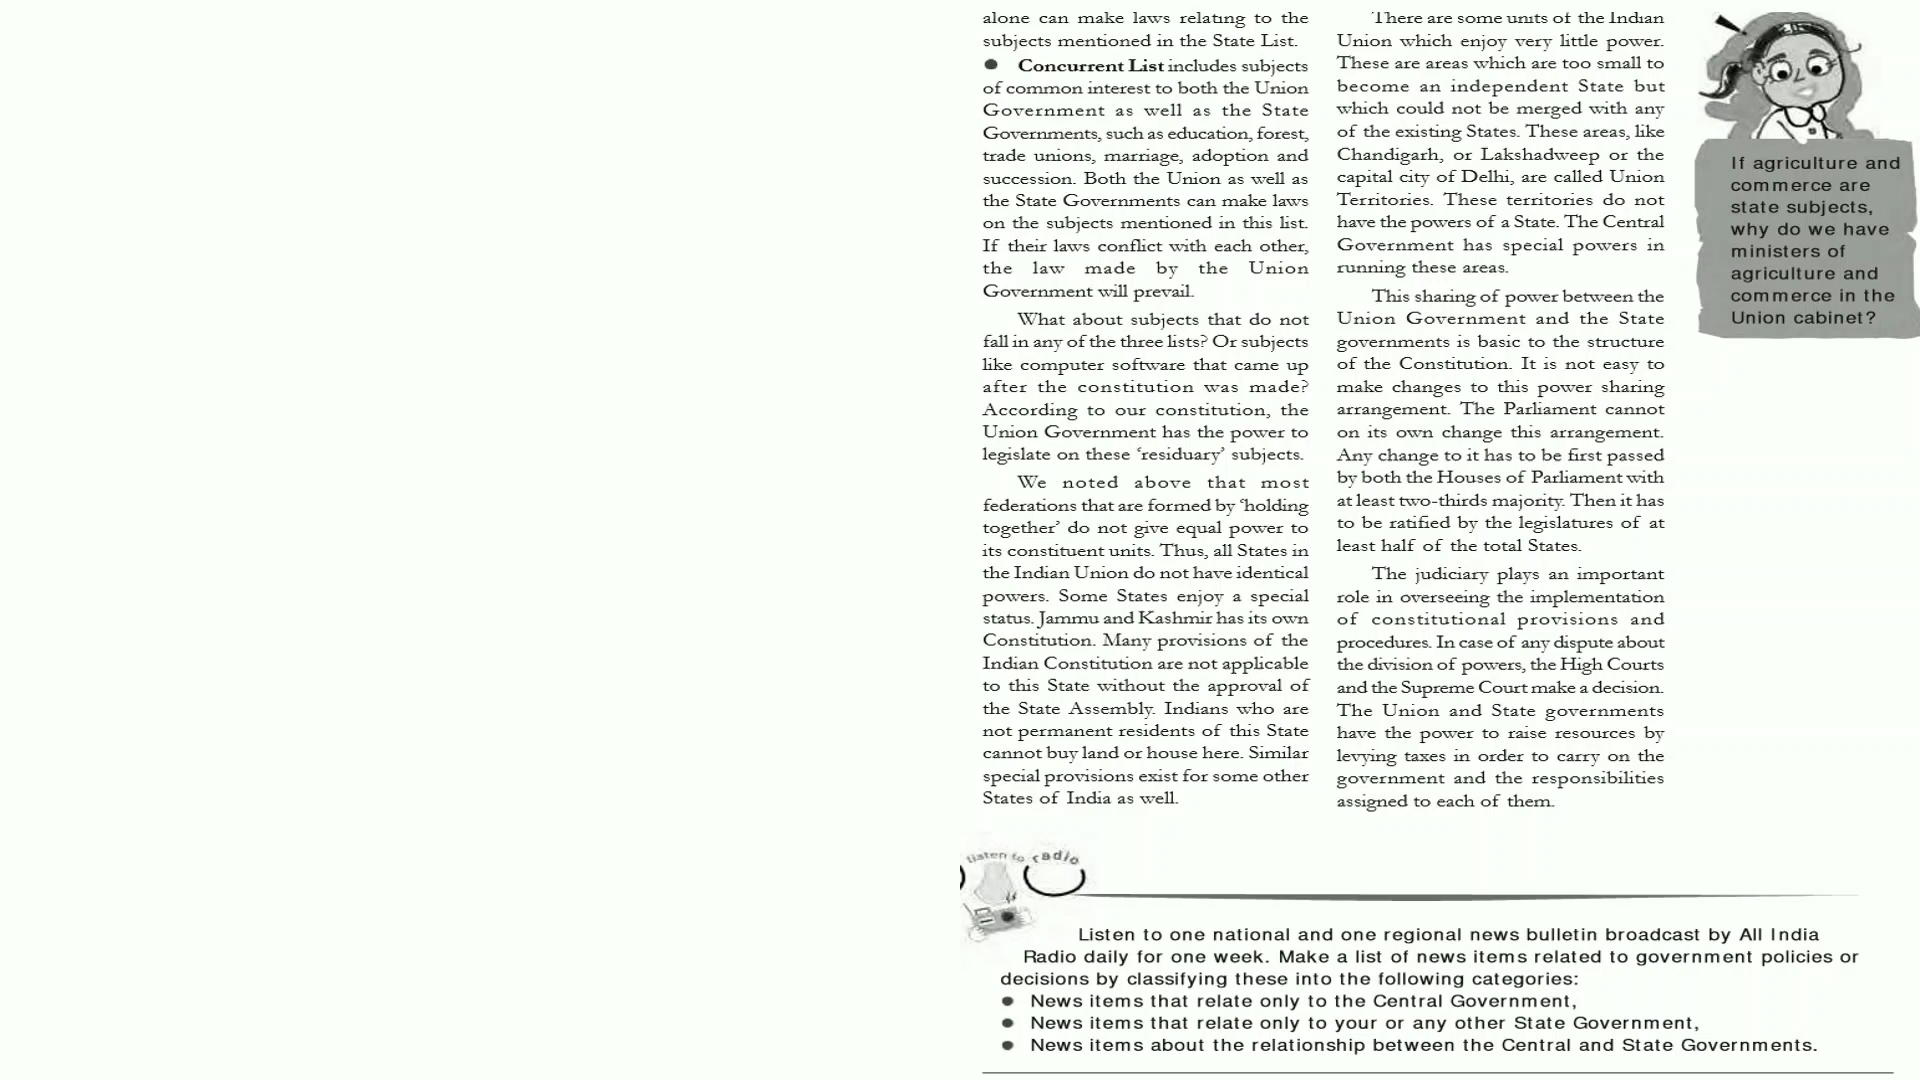 alone can make laws relating to the
subjects mentioned in the State List.
● Concurrent List includes subjects
of common interest to both the Union
Government as well as the State
Governments, such as education, forest,
trade unions, marriage, adoption and
succession. Both the Union as well as
the State Governments can make laws
on the subjects mentioned in this list.
If their laws conflict with each other,
the law made by the Union
Government will prevail.
What about subjects that do not
fall in any of the three lists? Or subjects
like computer software that came up
after the constitution was made?
According to our constitution, the
Union Government has the power to
legislate on these ‘residuary’ subjects.
We noted above that most
federations that are formed by ‘holding
together’ do not give equal power to
its constituent units. Thus, all States in
the Indian Union do not have identical
powers. Some States enjoy a special
status. Jammu and Kashmir has its own
Constitution. Many provisions of the
Indian Constitution are not applicable
to this State without the approval of
the State Assembly. Indians who are
not permanent residents of this State
cannot buy land or house here. Similar
special provisions exist for some other
States of India as well.
There are some units of the Indian
Union which enjoy very little power.
These are areas which are too small to
become an independent State but
which could not be merged with any
of the existing States. These areas, like
Chandigarh, or Lakshadweep or the
capital city of Delhi, are called Union
Territories. These territories do not
have the powers of a State. The Central
Government has special powers in
running these areas.
This sharing of power between the
Union Government and the State
governments is basic to the structure
of the Constitution. It is not easy to
make changes to this power sharing
arrangement. The Parliament cannot
on its own change this arrangement.
Any change to it has to be first passed
by both the Houses of Parliament with
at least two-thirds majority. Then it has
to be ratified by the legislatures of at
least half of the total States.
The judiciary plays an important
role in overseeing the implementation
of constitutional provisions and
procedures. In case of any dispute about
the division of powers, the High Courts
and the Supreme Court make a decision.
The Union and State governments
have the power to raise resources by
levying taxes in order to carry on the
government and the responsibilities
assigned to each of them.
If agriculture and
commerce are
state subjects,
why do we have
ministers of
agriculture and
commerce in the
Union cabinet?
listen to radio
Listen to one national and one regional news bulletin broadcast by All India
Radio daily for one week. Make a list of news items related to government policies or
decisions by classifying these into the following categories:
● News items that relate only to the Central Government,
● News items that relate only to your or any other State Government,
● News items about the relationship between the Central and State Governments.